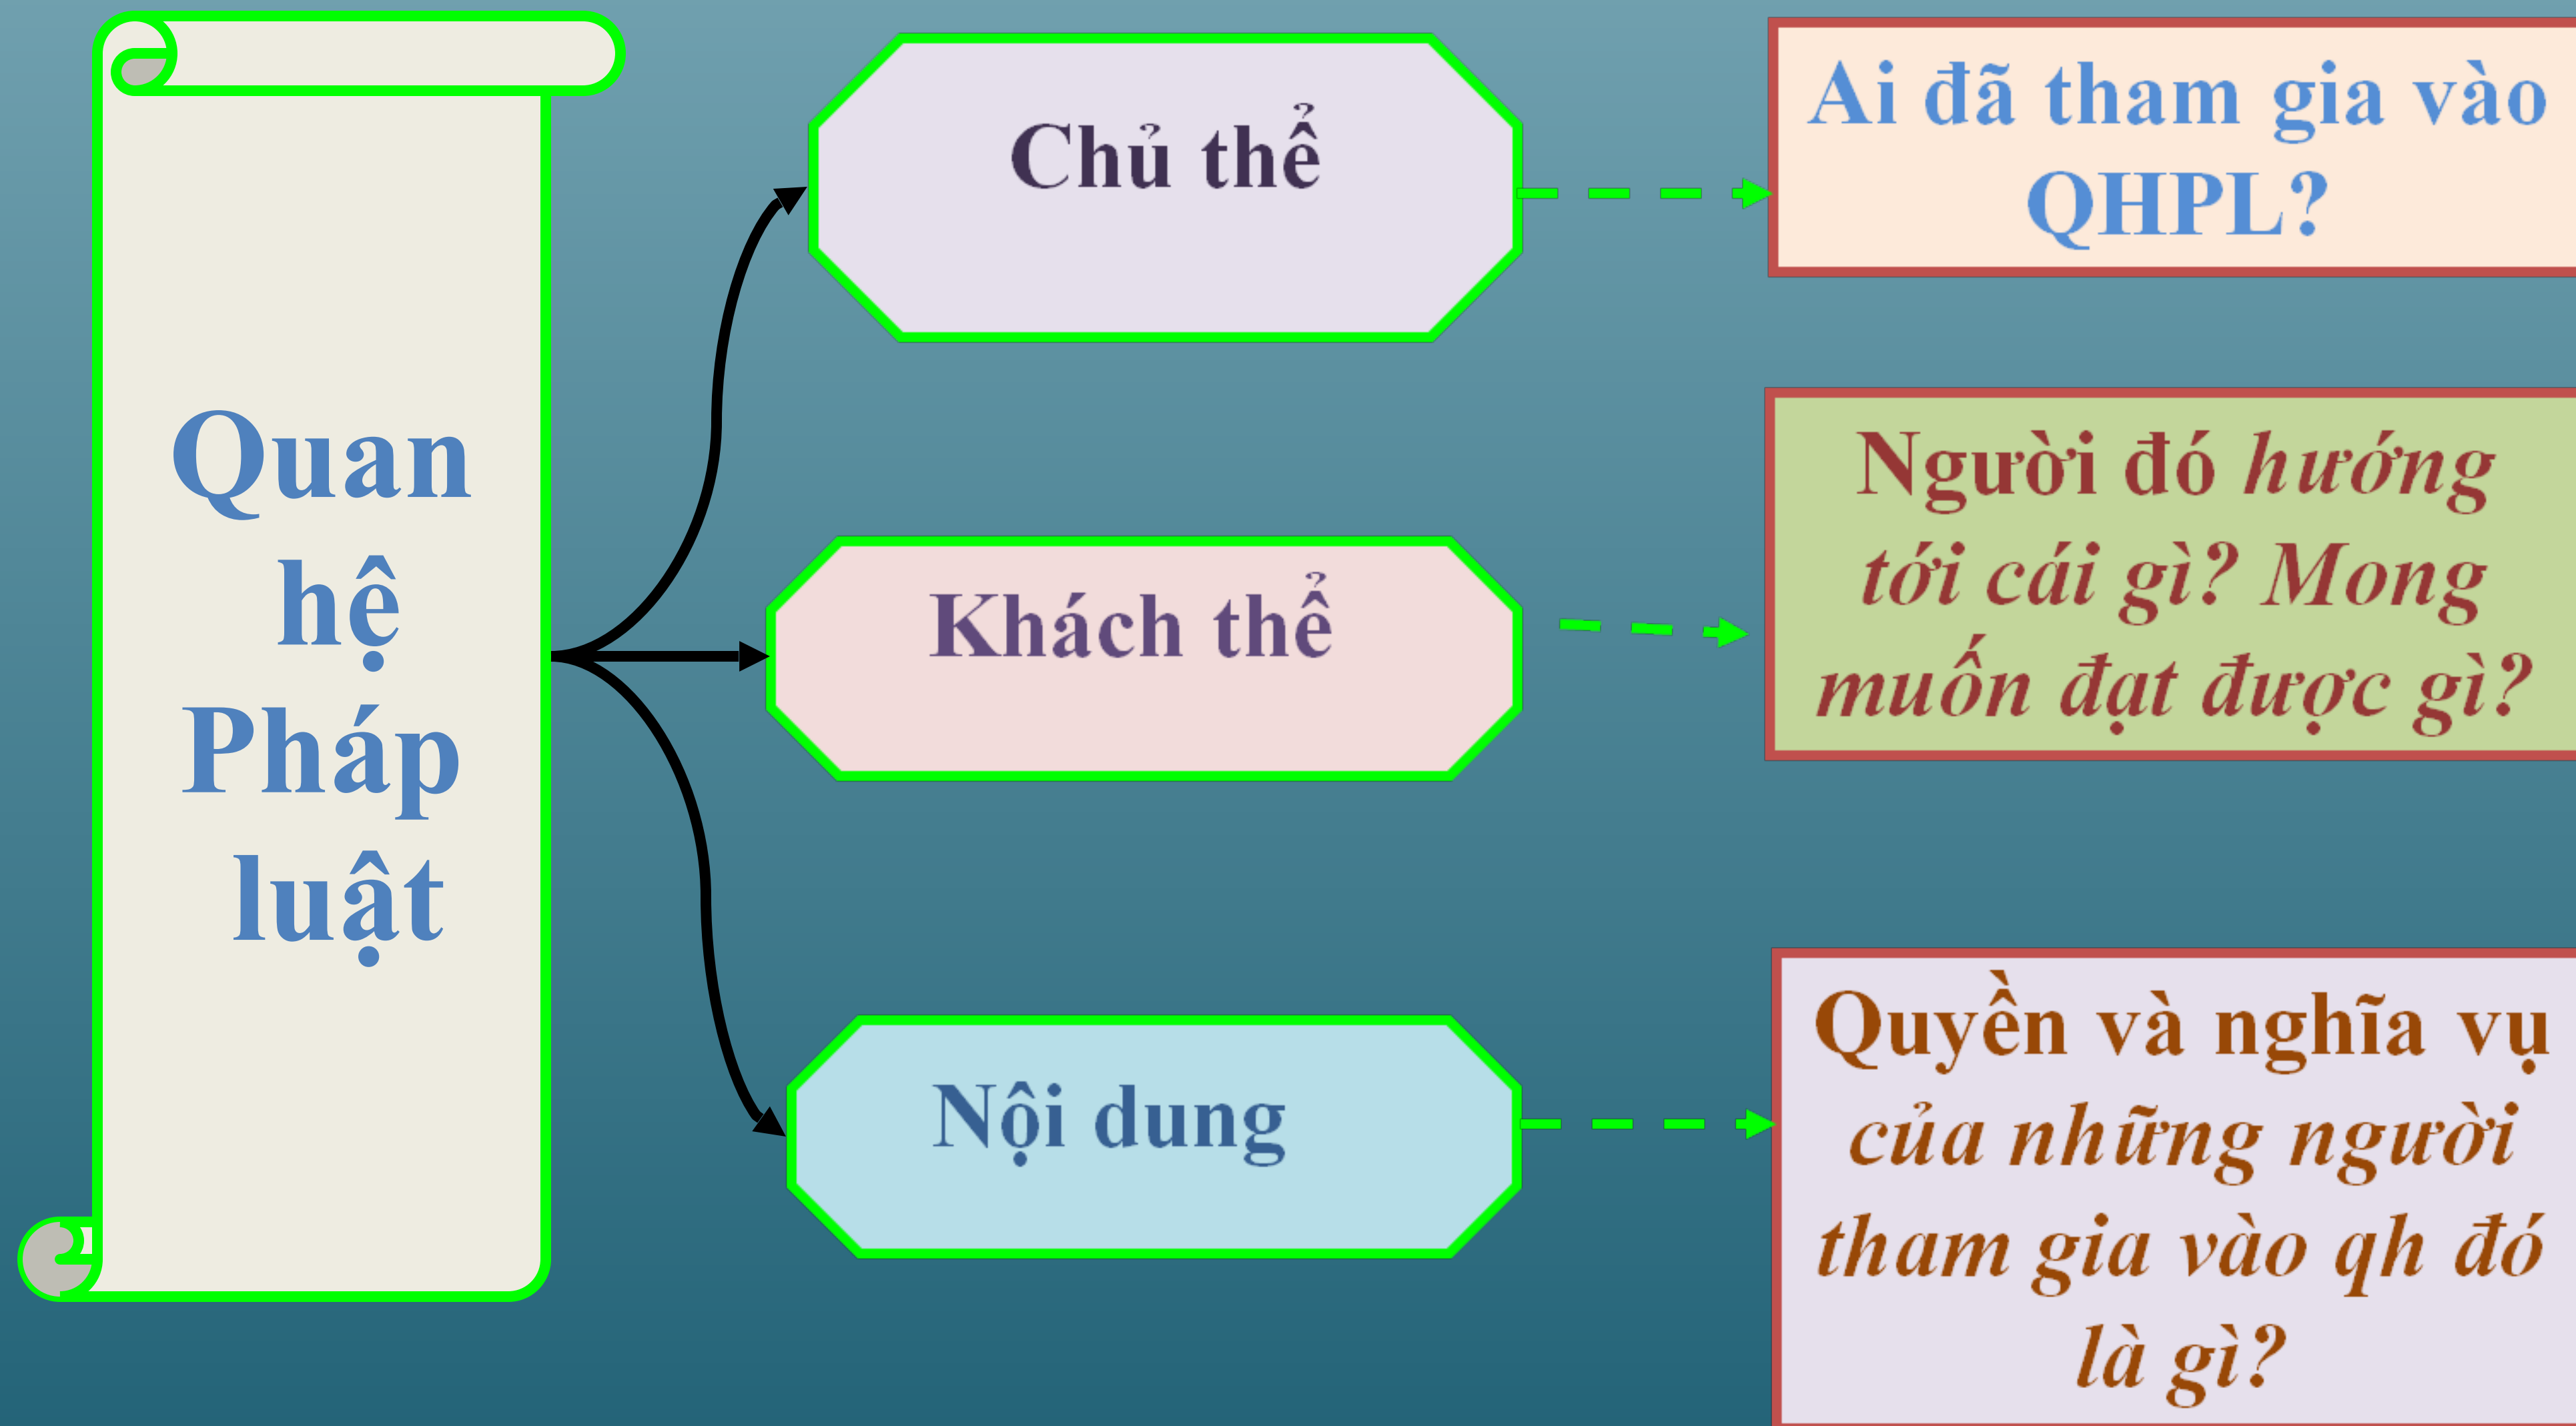 Quan
hệ
Pháp
luật
Chủ thể
Ai đã tham gia vào
QHPL?
Khách thể
Người đó hướng
tới cái gì? Mong
muốn đạt được gì?
Nội dung
Quyền và nghĩa vụ
của những người
tham gia vào qh đó
là gì?